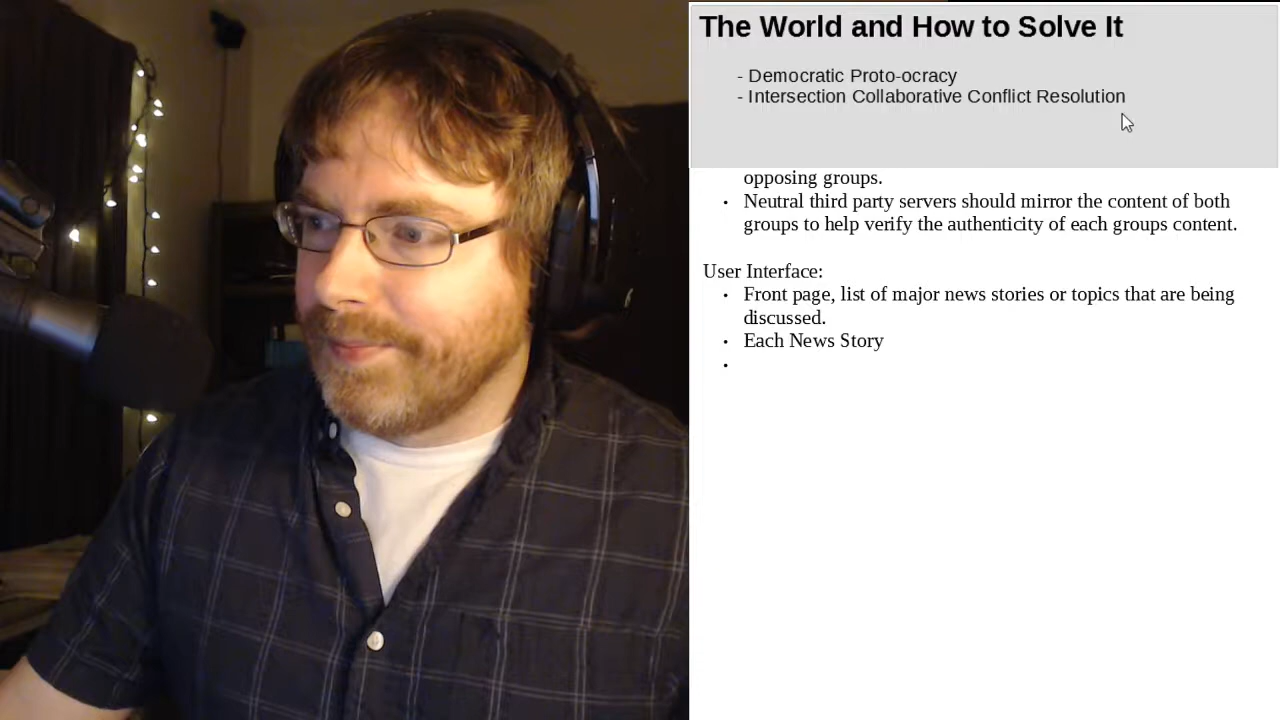 The World and How to Solve It
- Democratic Proto-ocracy
- Intersection Collaborative Conflict Resolution
opposing groups.
• Neutral third party servers should mirror the content of both
groups to help verify the authenticity of each groups content.
User Interface:
• Front page, list of major news stories or topics that are being
discussed.
• Each News Story
•